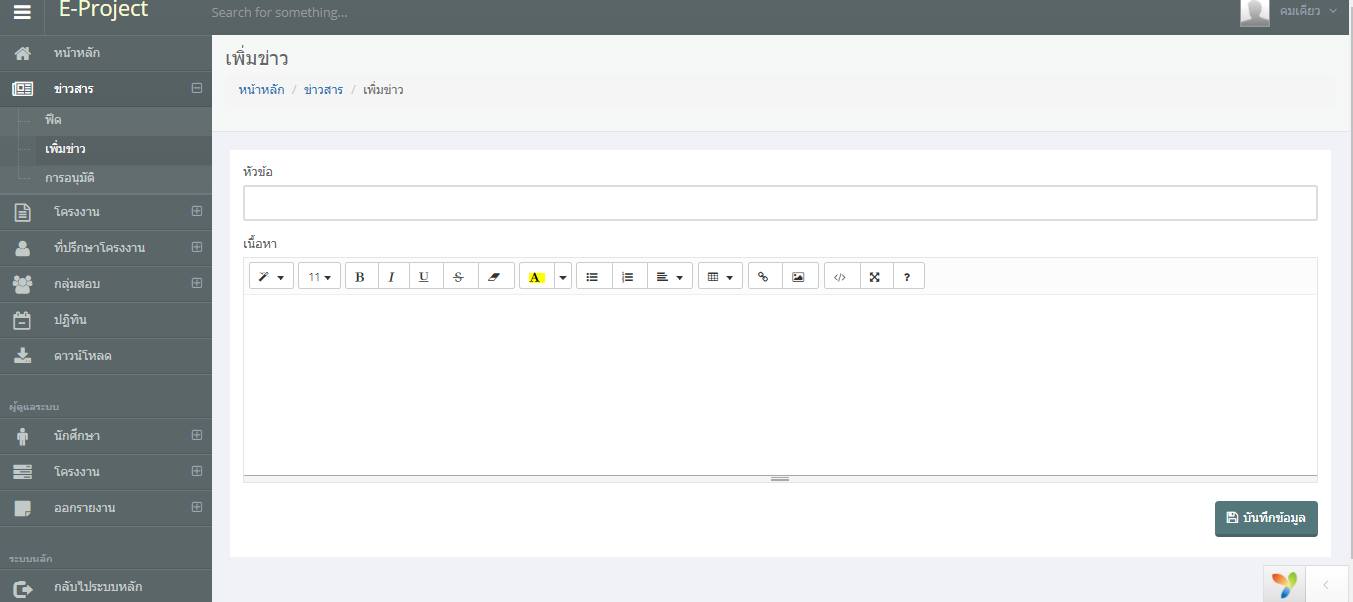 E-Project
Search for something...
คมเดียว
หน้าหลัก
ข่าวสาร
ฟีด
เพิ่มข่าว
การอนุมัติ
โครงงาน
ที่ปรึกษาโครงงาน
กลุ่มสอบ
ปฏิทิน
ดาวน์โหลด
ผู้ดูแลระบบ
นักศึกษา
โครงงาน
ออกรายงาน
ระบบหลัก
กลับไประบบหลัก
เพิ่มข่าว
หน้าหลัก / ข่าวสาร / เพิ่มข่าว
หัวข้อ
เนื้อหา
11 B I U S A </> ?
บันทึกข้อมูล